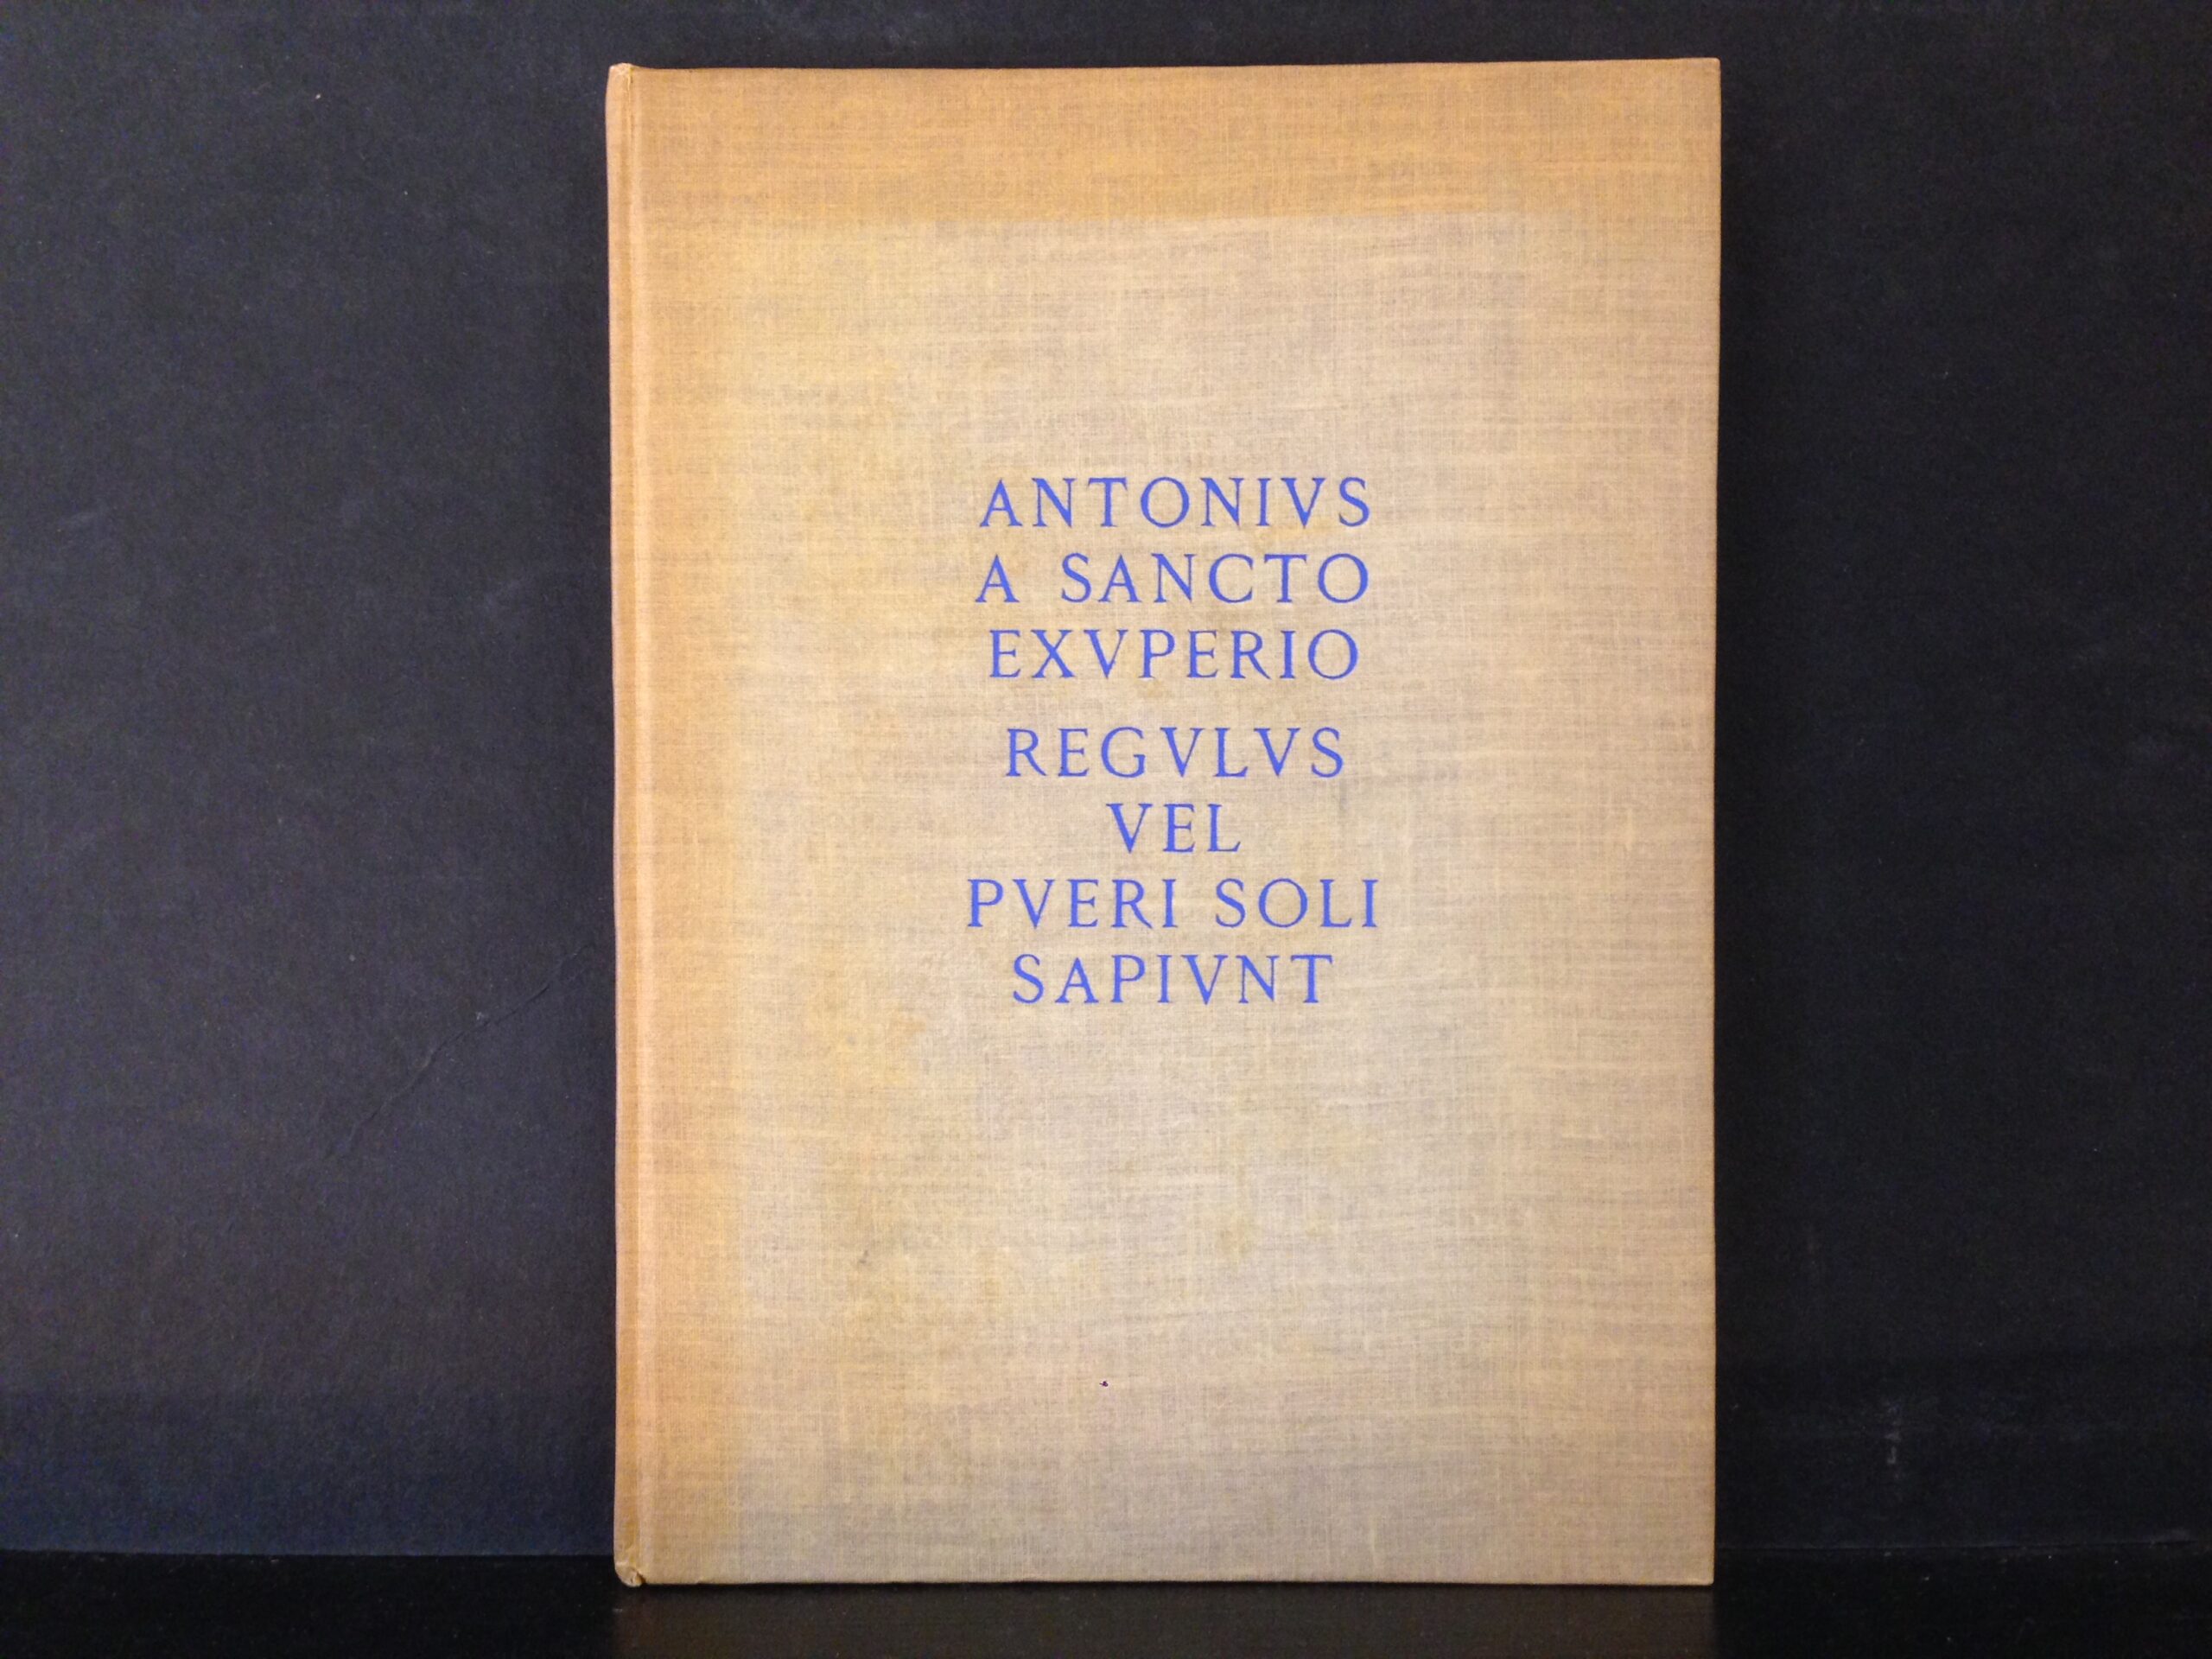 ANTONIVS
A SANCTO
EXVPERIO
REGVLVS
VEL
PVERI SOLI
SAPIVNT